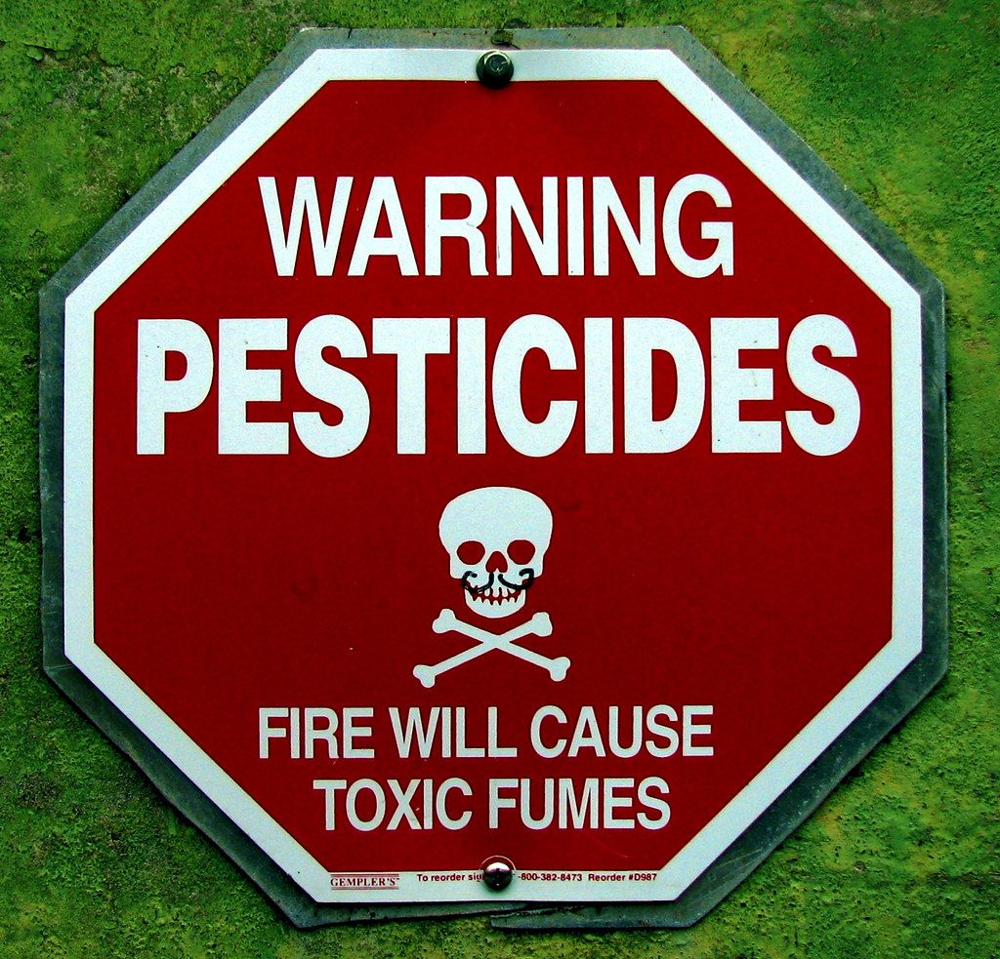 WARNING
PESTICIDES
FIRE WILL CAUSE
TOXIC FUMES
GEMPLER'S To reorder -800-382-8473 Reorder #D987